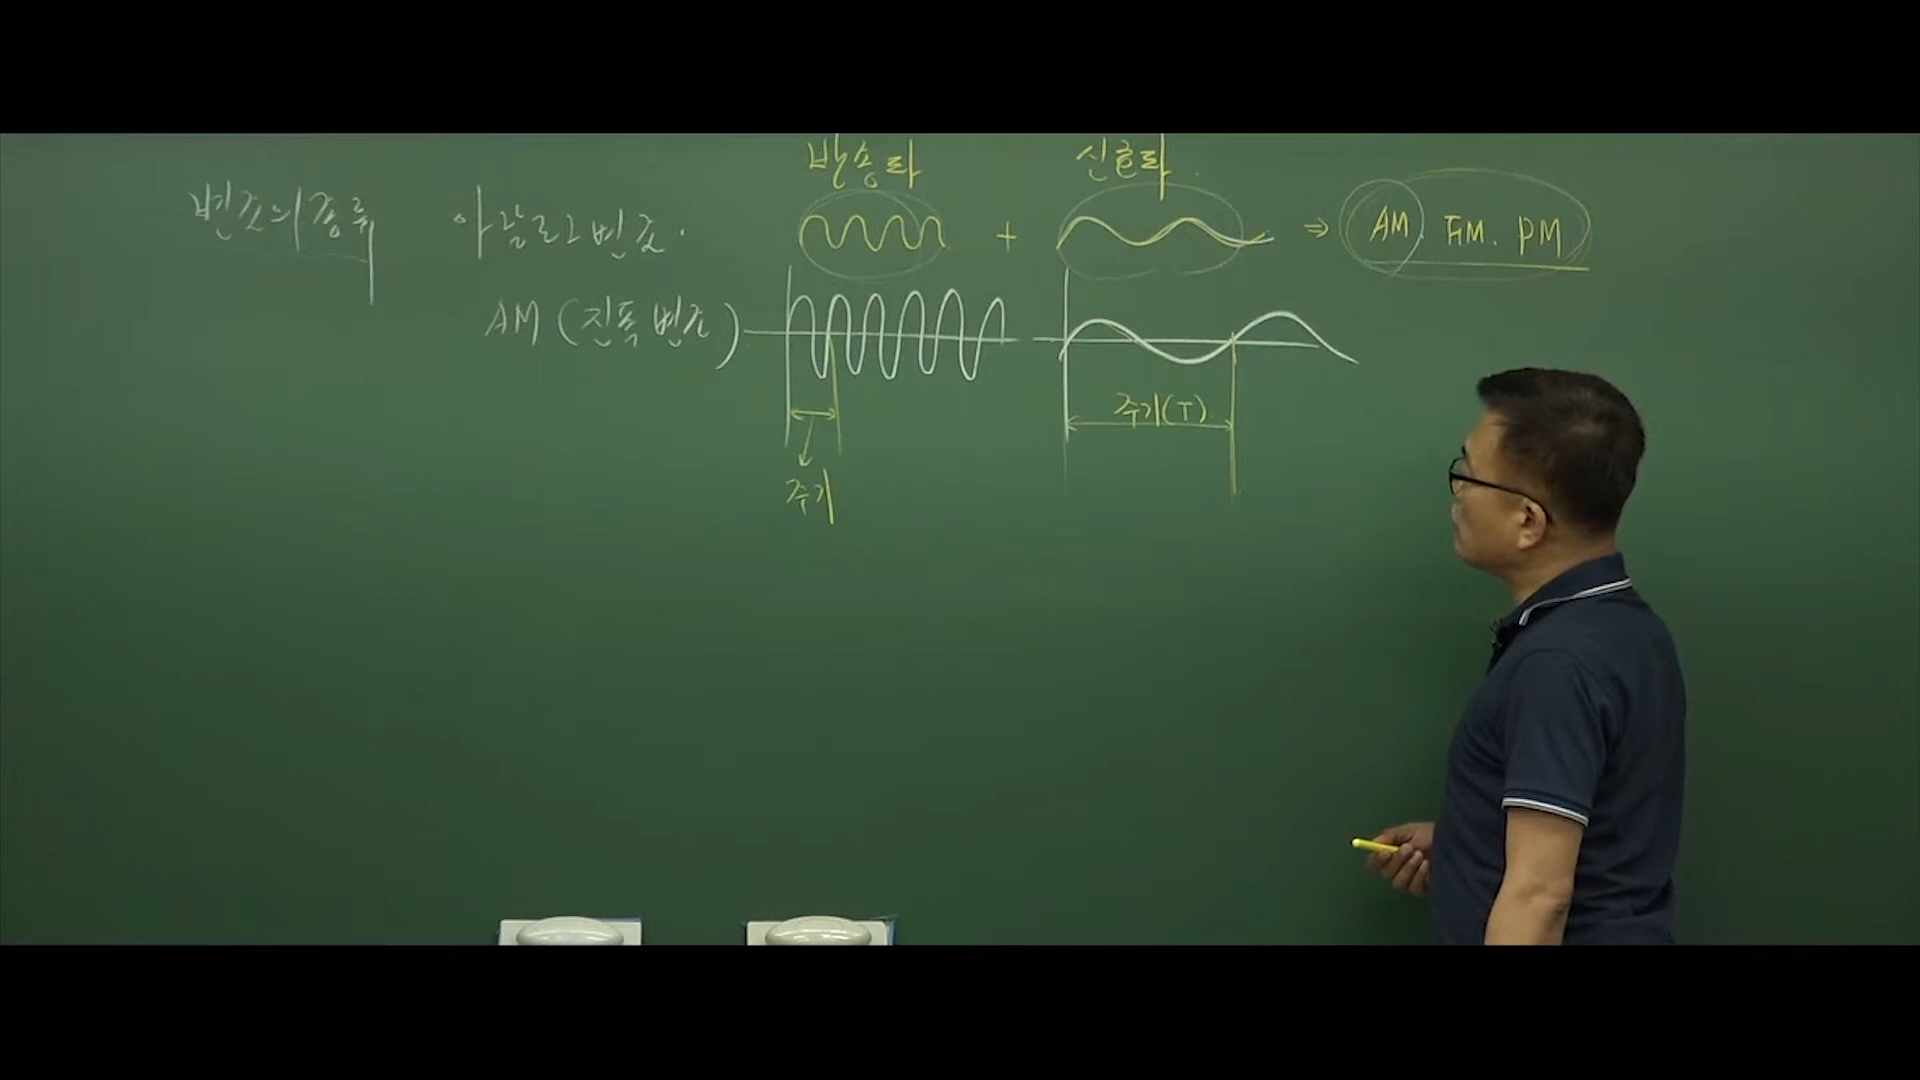 반송파 신호파
변조의 종류 아날로그 변조. + ⇒ AM. FM. PM
AM (진폭변조)
주기(T)
주기